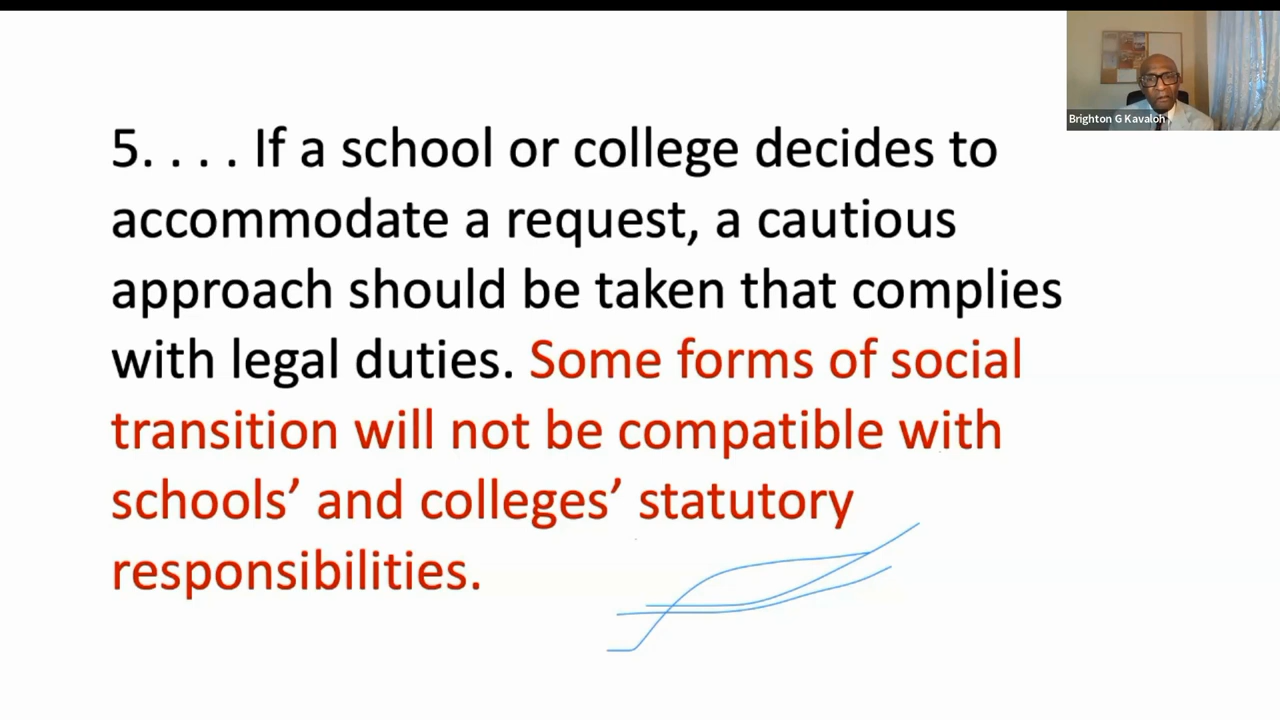 5. . . . If a school or college decides to
accommodate a request, a cautious
approach should be taken that complies
with legal duties. Some forms of social
transition will not be compatible with
schools’ and colleges’ statutory
responsibilities.
Brighton G Kavaloh